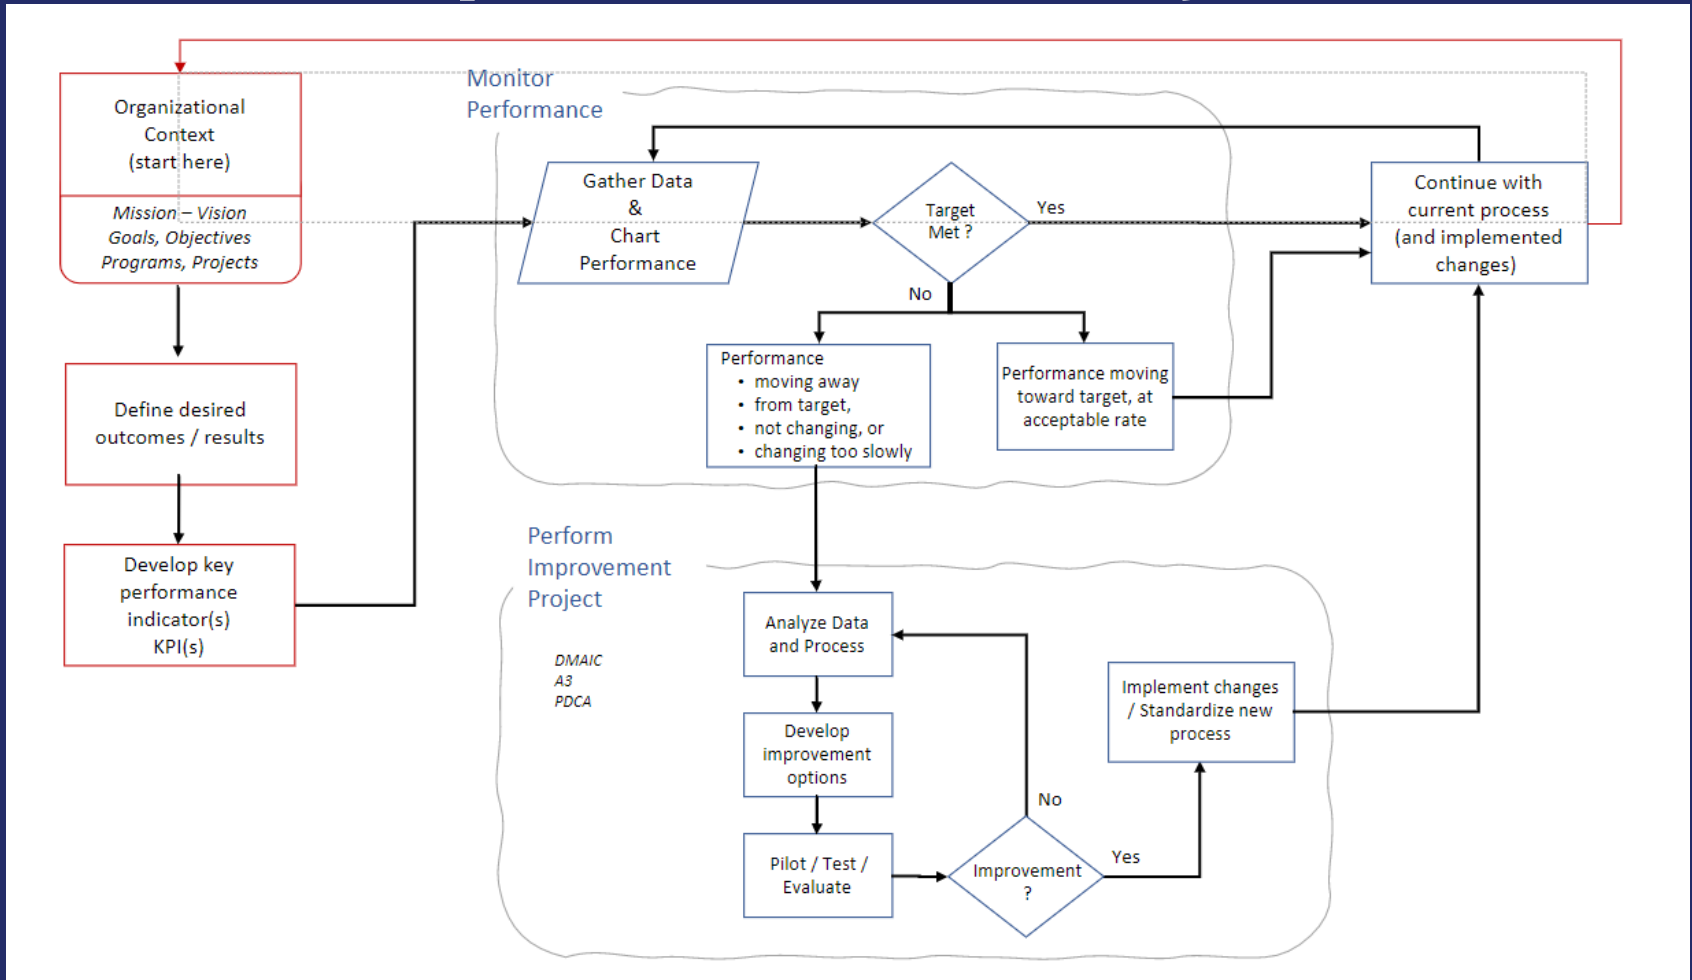 Monitor
Performance
Organizational
Context
(start here)
Mission – Vision
Goals, Objectives
Programs, Projects
Define desired
outcomes / results
Develop key
performance
indicator(s)
KPI(s)
Gather Data
&
Chart
Performance
Target
Met ?
Yes
No
Continue with
current process
(and implemented
changes)
Performance
• moving away
• from target,
• not changing, or
• changing too slowly
Performance moving
toward target, at
acceptable rate
Perform
Improvement
Project
DMAIC
A3
PDCA
Analyze Data
and Process
Develop
improvement
options
Pilot / Test /
Evaluate
Improvement
?
No
Yes
Implement changes
/ Standardize new
process